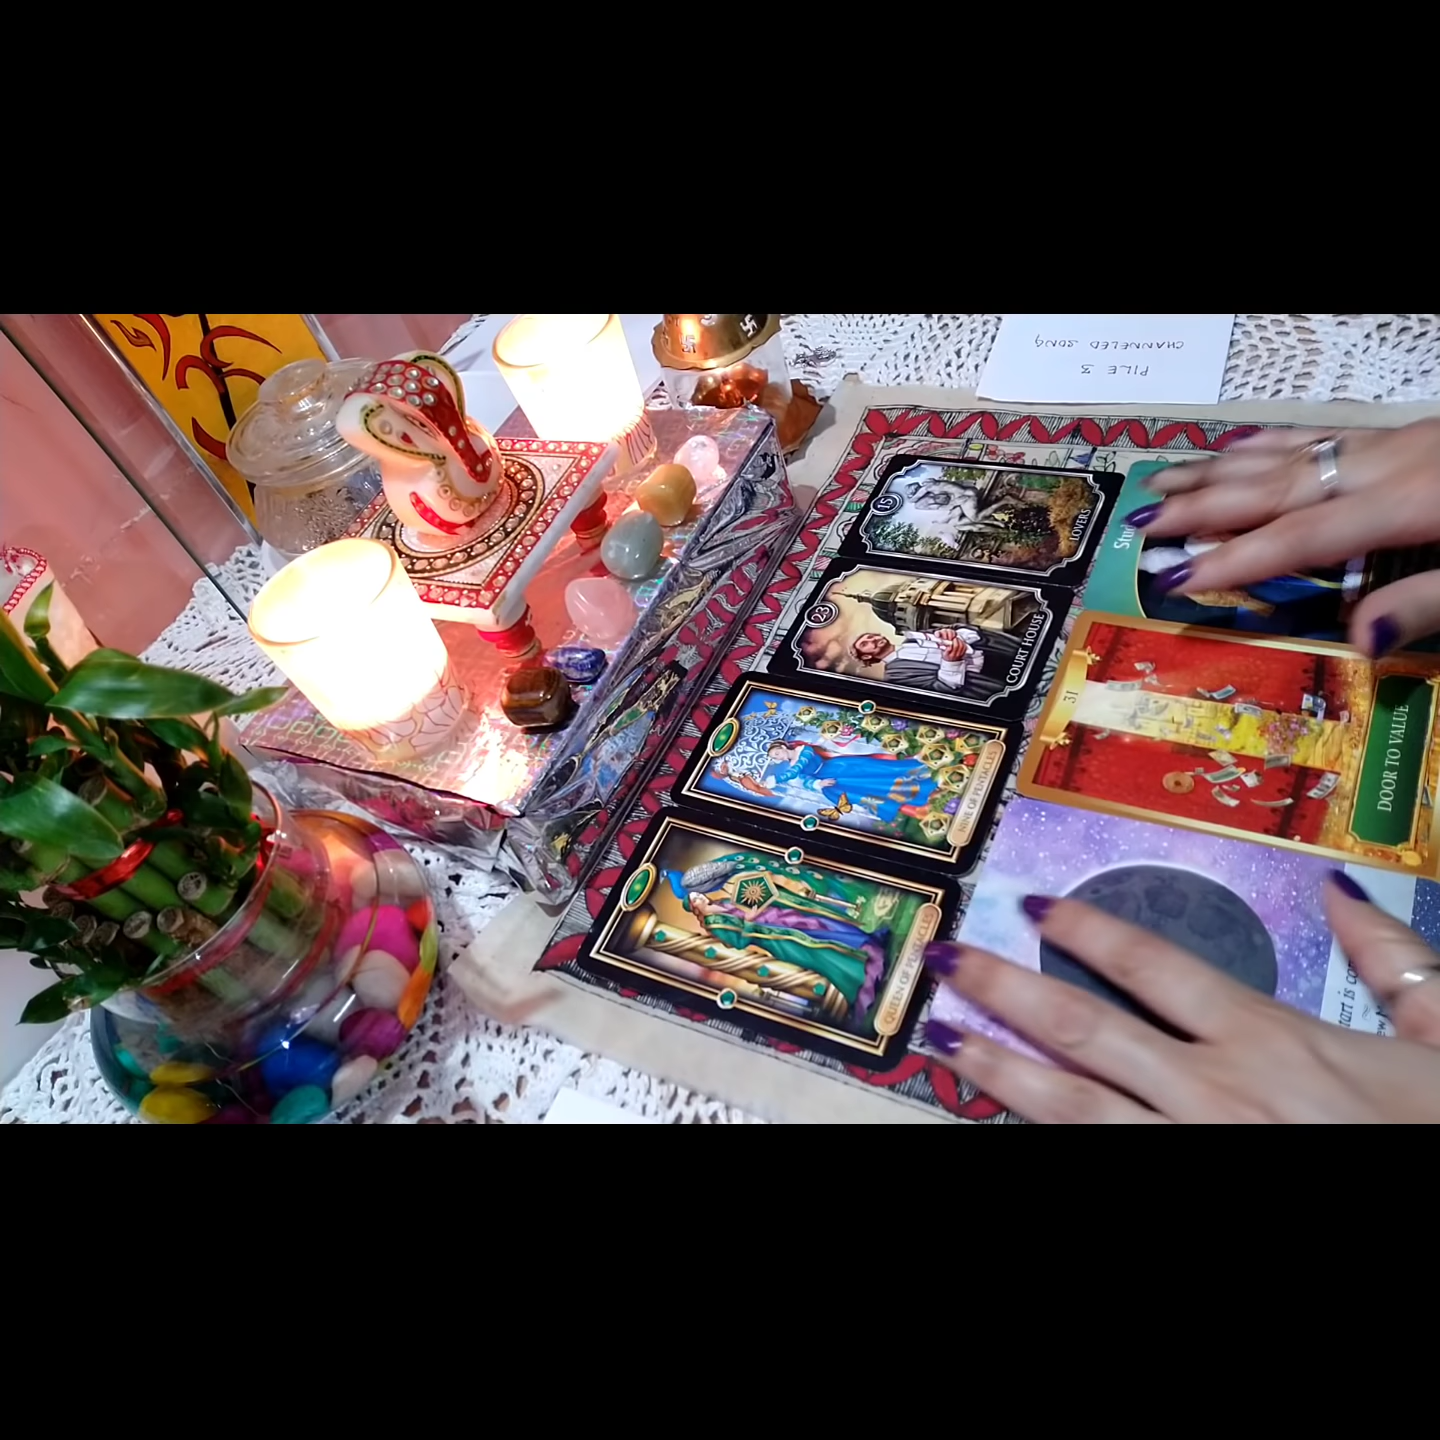 PILE 3
CHANNELED SONG
15
LOVERS
23
COURT HOUSE
NINE OF PENTACLES
QUEEN OF PENTACLES
31
DOOR TO VALUE